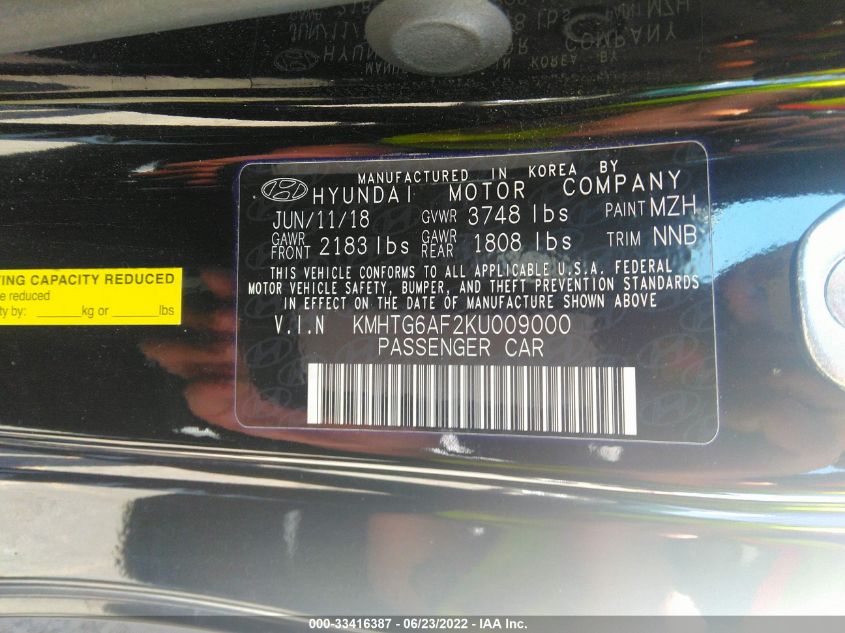 MANUFACTURED IN KOREA BY
HYUNDAI MOTOR COMPANY
JUN/11/18 GVWR 3748 lbs PAINT MZH
GAWR FRONT 2183 lbs GAWR REAR 1808 lbs TRIM NNB
THIS VEHICLE CONFORMS TO ALL APPLICABLE U.S.A. FEDERAL
MOTOR VEHICLE SAFETY, BUMPER, AND THEFT PREVENTION STANDARDS
IN EFFECT ON THE DATE OF MANUFACTURE SHOWN ABOVE
V.I.N KMHTG6AF2KU009000
PASSENGER CAR
CAPACITY REDUCED
reduced
by: kg or lbs
000-33416387 - 06/23/2022 - IAA Inc.